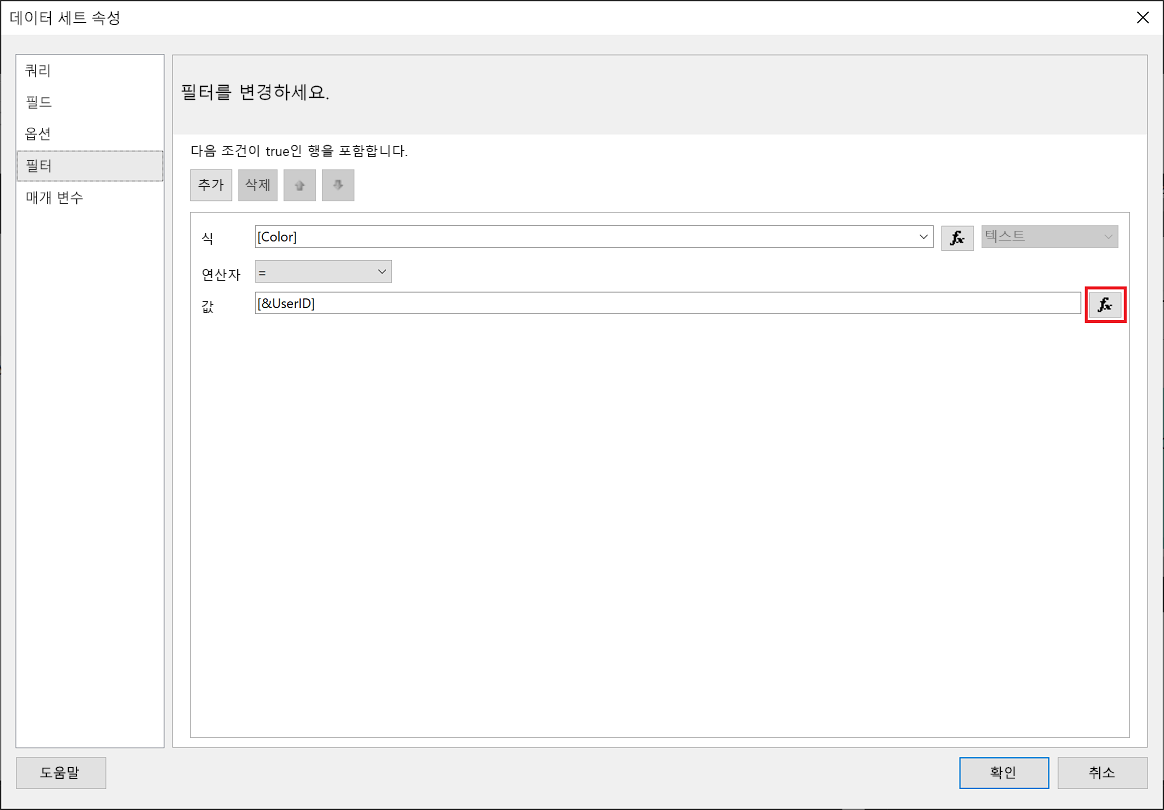 데이터 세트 속성
쿼리
필드
옵션
필터
매개 변수
필터를 변경하세요.
다음 조건이 true인 행을 포함합니다.
추가 삭제
식 [Color] fx 텍스트
연산자 =
값 [&UserID] fx
도움말 확인 취소